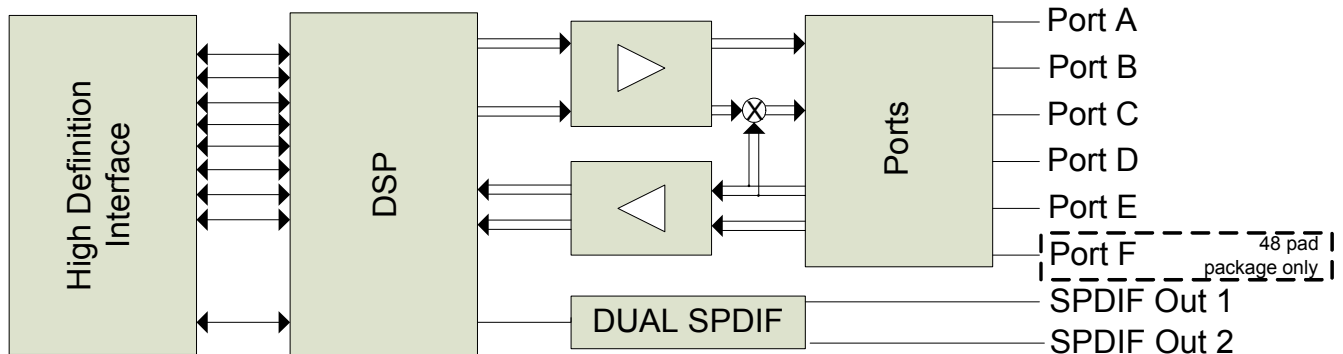 High Definition
Interface
DSP
Ports
Port A
Port B
Port C
Port D
Port E
Port F
48 pad
package only
DUAL SPDIF
SPDIF Out 1
SPDIF Out 2